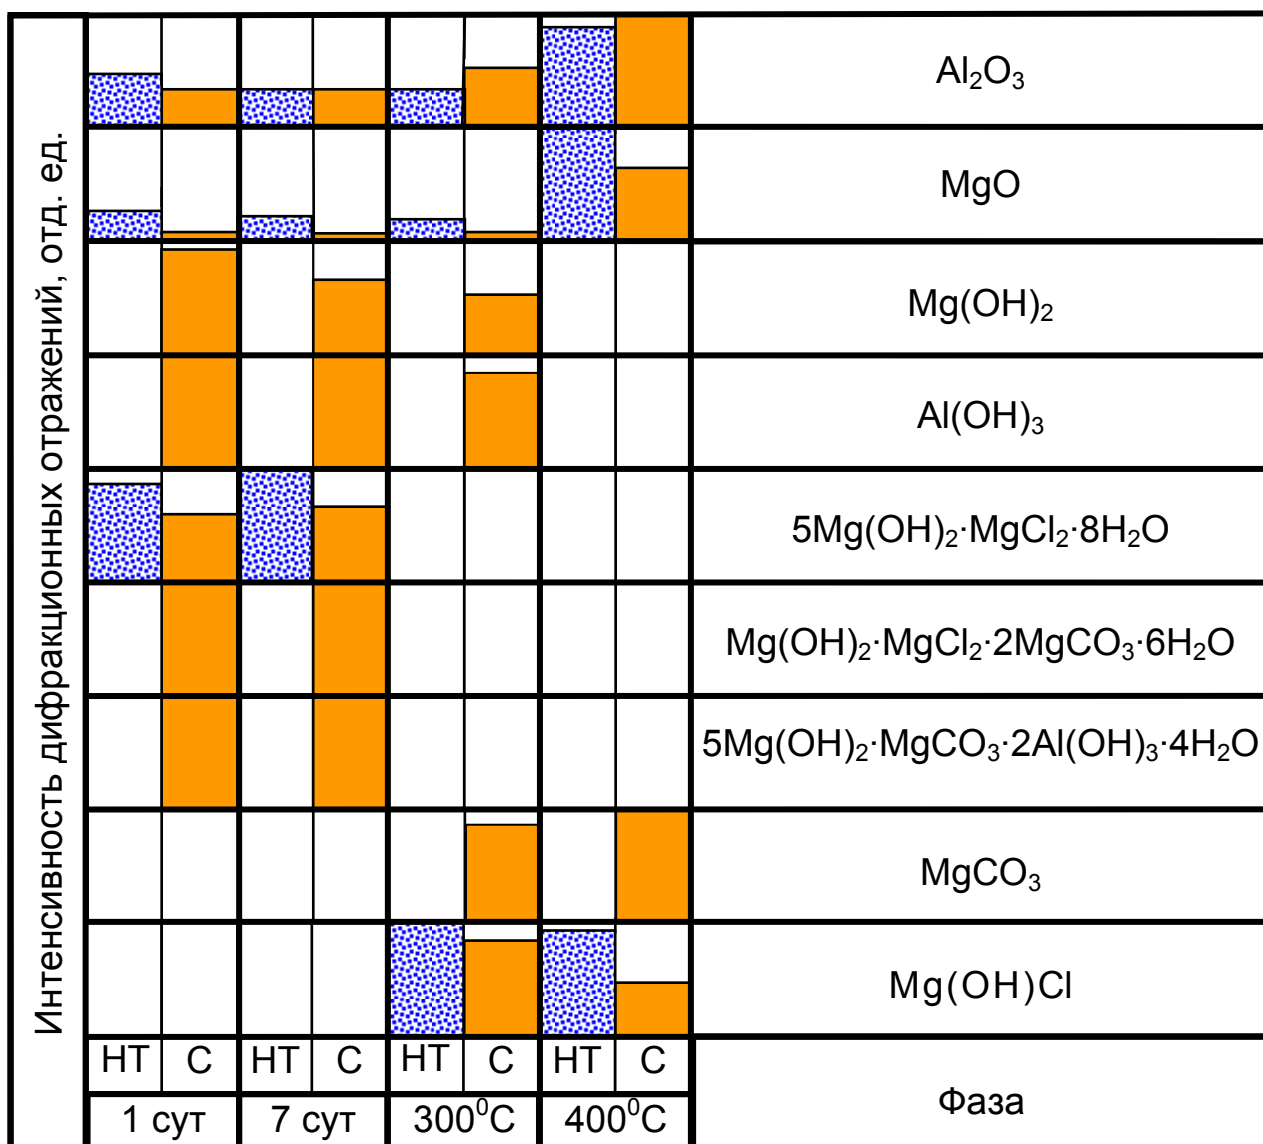 Интенсивность дифракционных отражений, отд. ед.
Al₂O₃
MgO
Mg(OH)₂
Al(OH)₃
5Mg(OH)₂·MgCl₂·8H₂O
Mg(OH)₂·MgCl₂·2MgCO₃·6H₂O
5Mg(OH)₂·MgCO₃·2Al(OH)₃·4H₂O
MgCO₃
Mg(OH)Cl
НТ С НТ С НТ С НТ С
1 сут 7 сут 300⁰С 400⁰С
Фаза